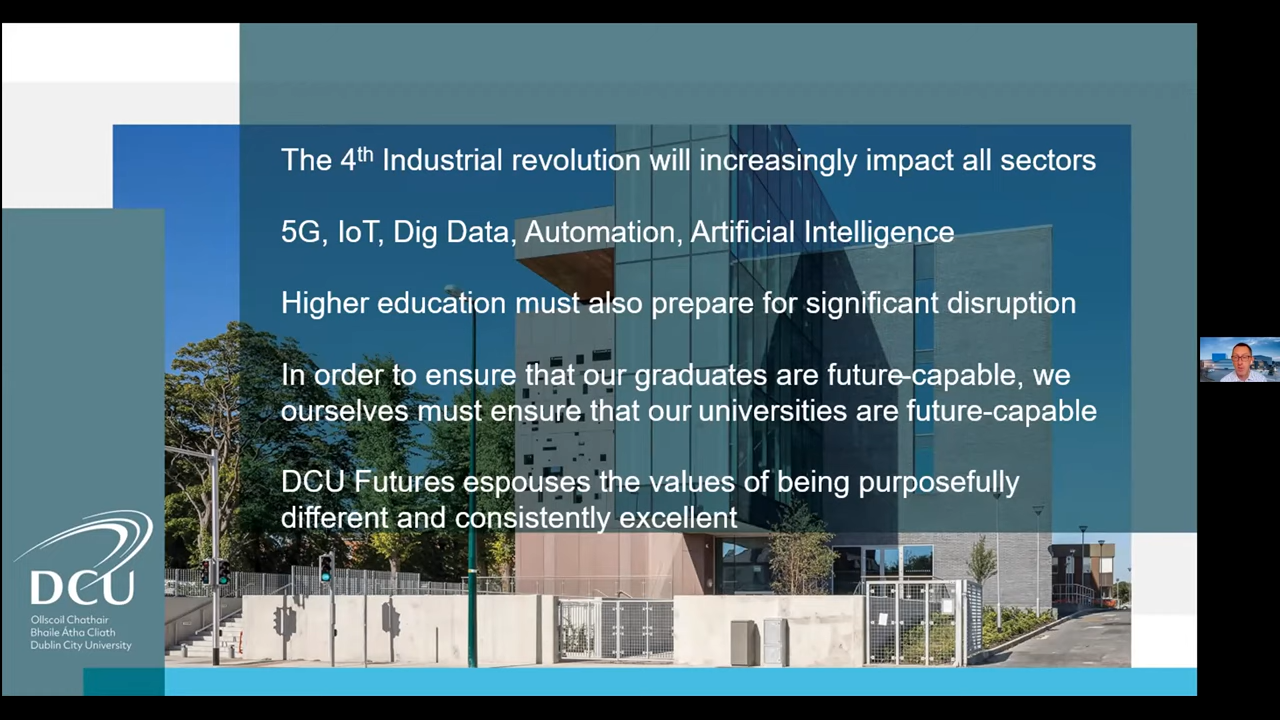 The 4th Industrial revolution will increasingly impact all sectors
5G, IoT, Dig Data, Automation, Artificial Intelligence
Higher education must also prepare for significant disruption
In order to ensure that our graduates are future-capable, we
ourselves must ensure that our universities are future-capable
DCU Futures espouses the values of being purposefully
different and consistently excellent
DCU
Ollscoil Chathair
Bhaile Átha Cliath
Dublin City University